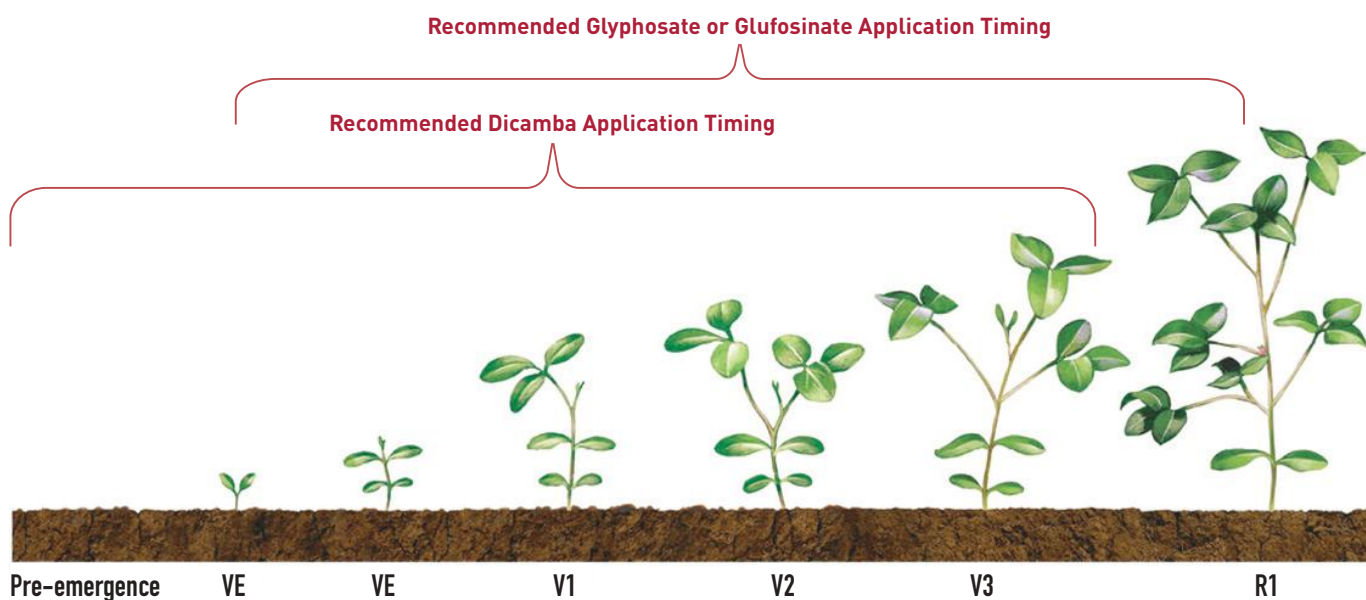 Recommended Glyphosate or Glufosinate Application Timing
Recommended Dicamba Application Timing
Pre-emergence VE VE V1 V2 V3 R1